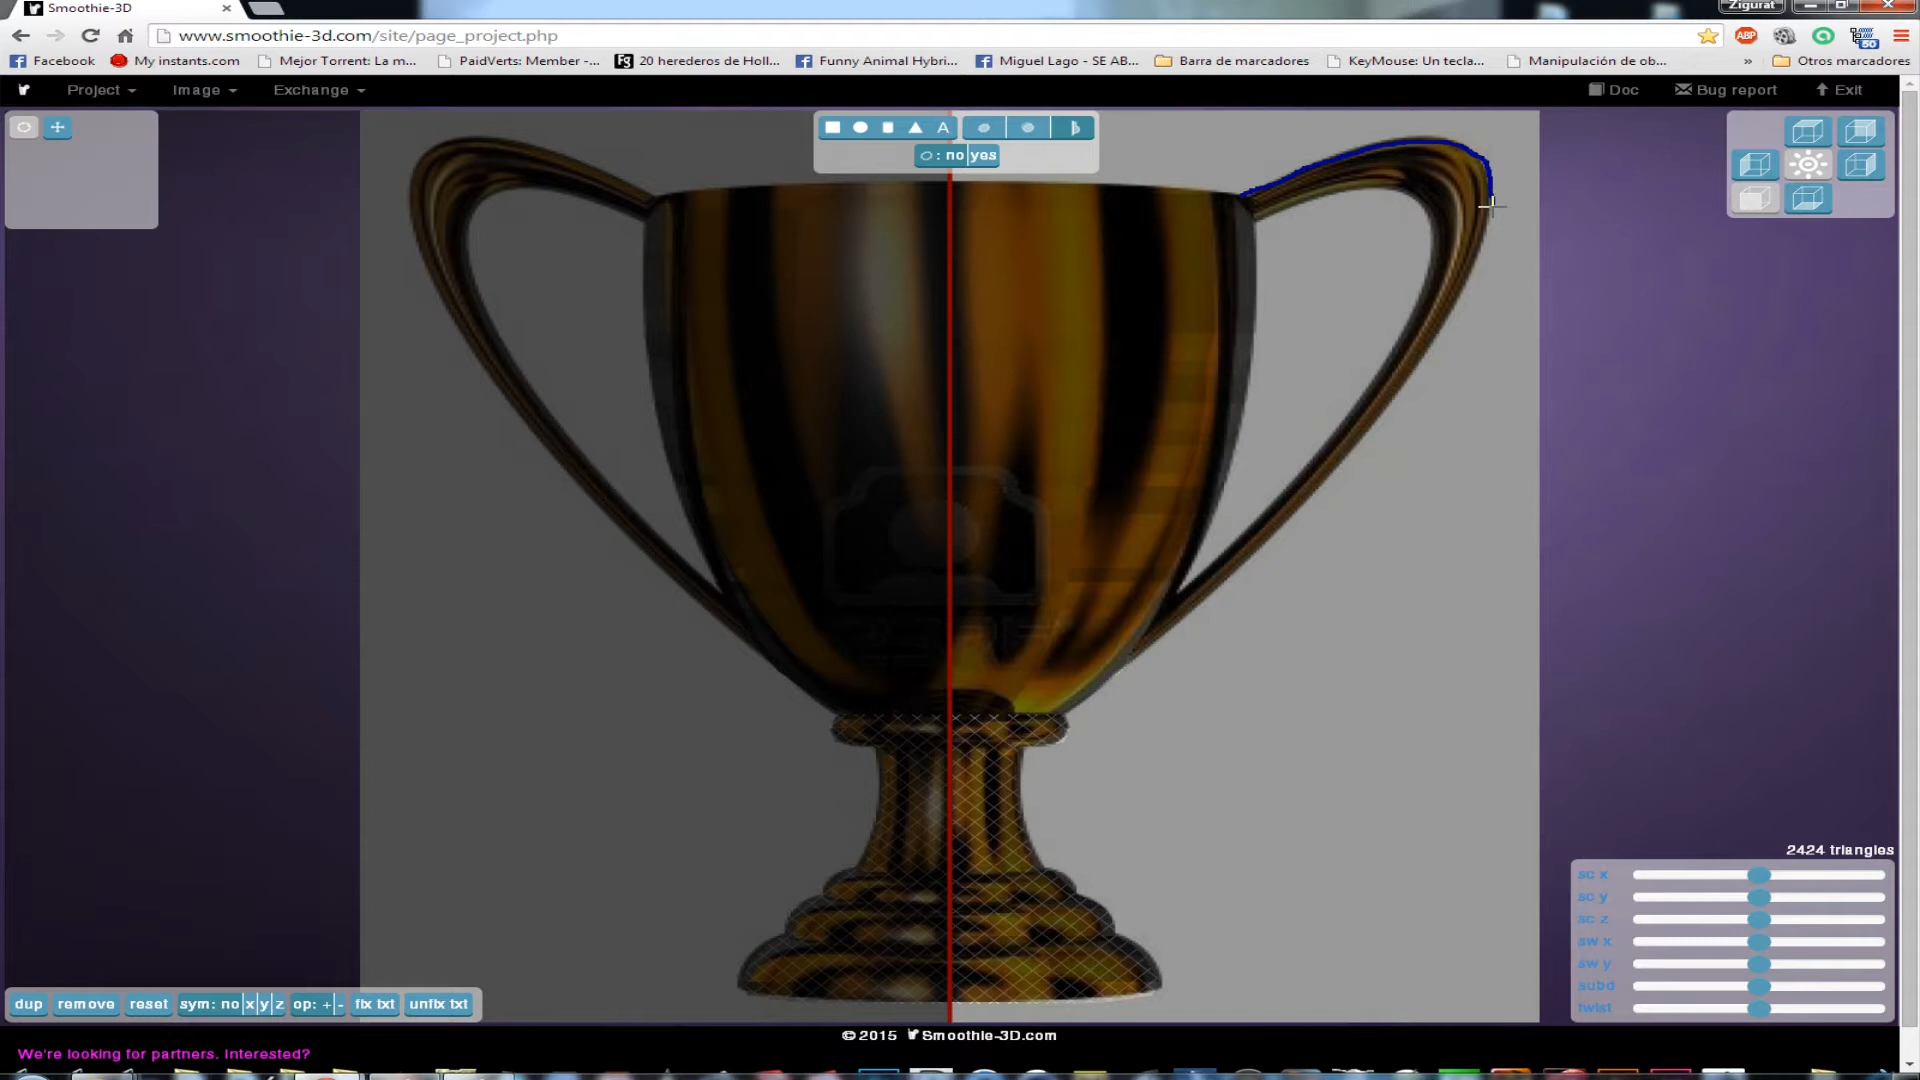 Smoothie-3D
Zigurat
www.smoothie-3d.com/site/page_project.php
ABP
50
Facebook
My instants.com
Mejor Torrent: La m...
PaidVerts: Member -...
Fg 20 herederos de Holl...
Funny Animal Hybri...
Miguel Lago - SE AB...
Barra de marcadores
KeyMouse: Un tecla...
Manipulación de ob...
»
Otros marcadores
Project
Image
Exchange
Doc
Bug report
Exit
A
: no|yes
2424 triangles
sc x
sc y
sc z
sw x
sw y
subd
twist
dup
remove
reset
sym: no|x|y|z
op: +|-
fix txt
unfix txt
© 2015 Smoothie-3D.com
We're looking for partners. Interested?